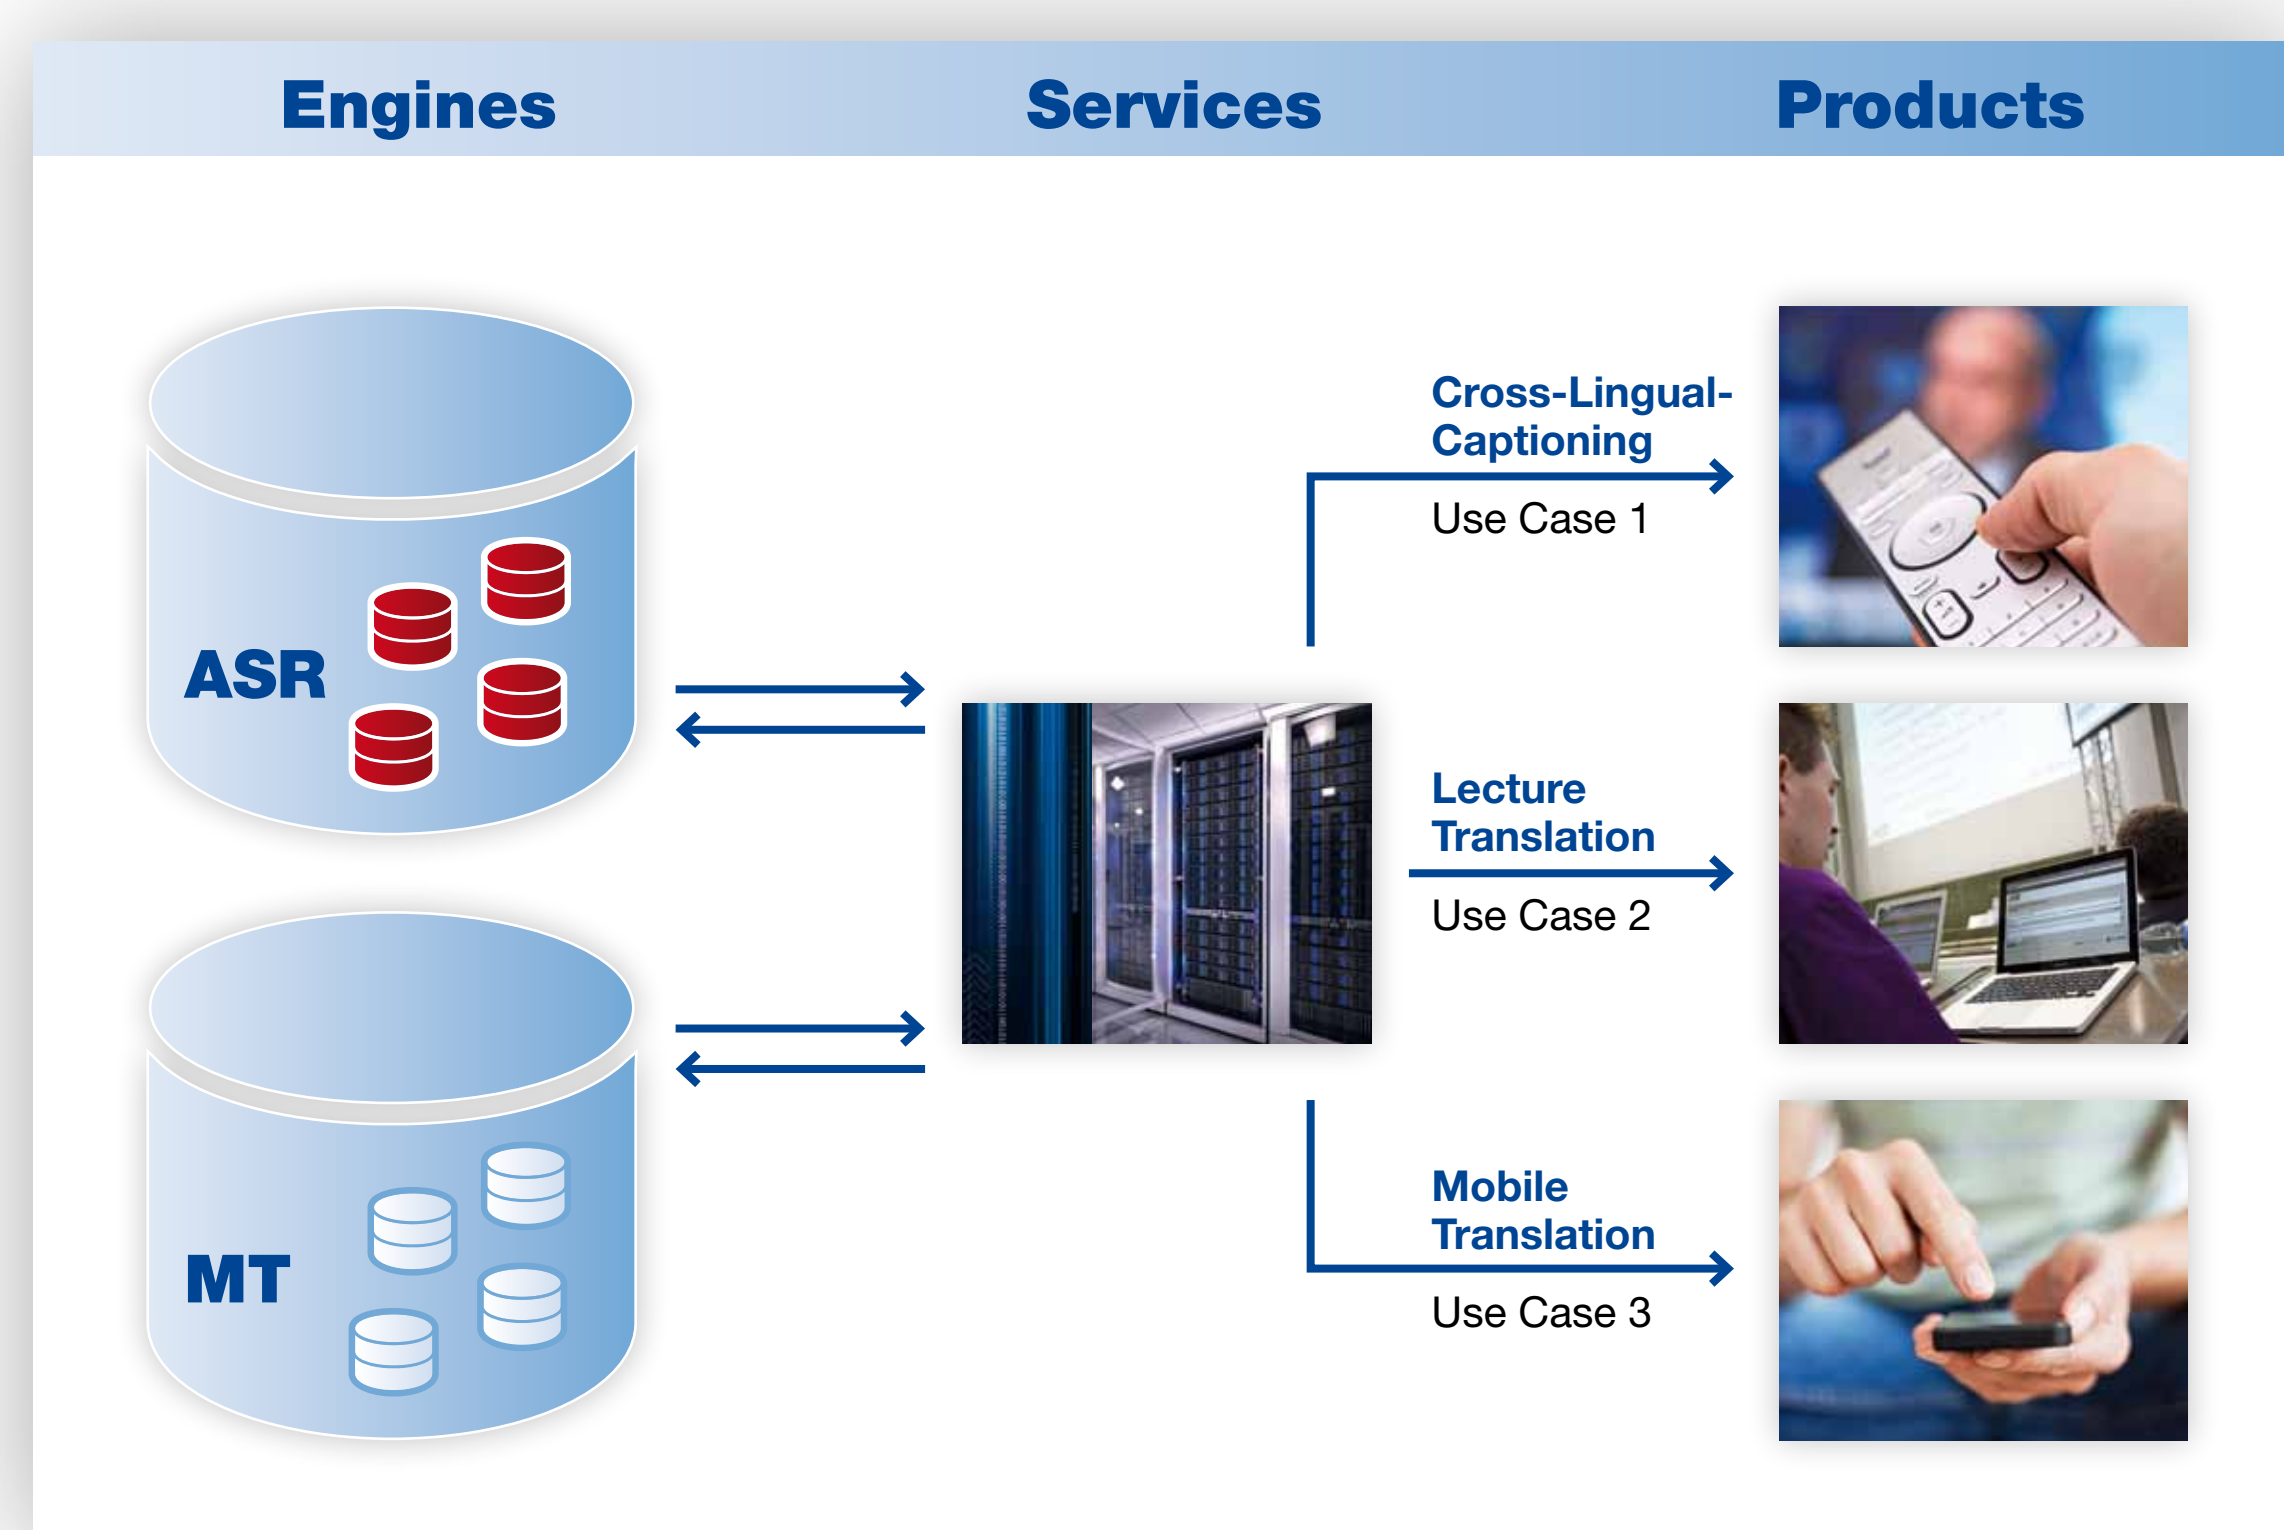 Engines
Services
Products
ASR
MT
Cross-Lingual-
Captioning
Use Case 1
Lecture
Translation
Use Case 2
Mobile
Translation
Use Case 3